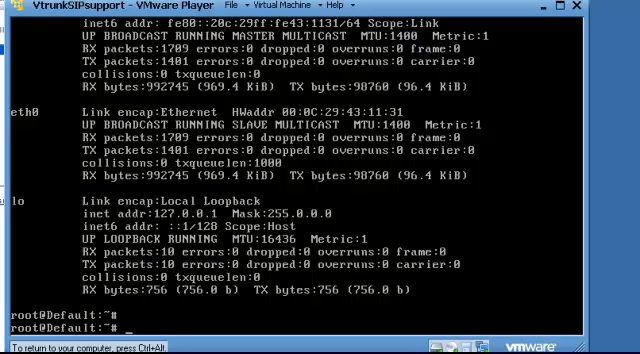 VtrunkSIPsupport - VMware Player File Virtual Machine Help
inet6 addr: fe80::20c:29ff:fe43:1131/64 Scope:Link
UP BROADCAST RUNNING MASTER MULTICAST MTU:1400 Metric:1
RX packets:1709 errors:0 dropped:0 overruns:0 frame:0
TX packets:1401 errors:0 dropped:0 overruns:0 carrier:0
collisions:0 txqueuelen:0
RX bytes:992745 (969.4 KiB) TX bytes:98760 (96.4 KiB)
eth0 Link encap:Ethernet HWaddr 00:0C:29:43:11:31
UP BROADCAST RUNNING SLAVE MULTICAST MTU:1400 Metric:1
RX packets:1709 errors:0 dropped:0 overruns:0 frame:0
TX packets:1401 errors:0 dropped:0 overruns:0 carrier:0
collisions:0 txqueuelen:1000
RX bytes:992745 (969.4 KiB) TX bytes:98760 (96.4 KiB)
lo Link encap:Local Loopback
inet addr:127.0.0.1 Mask:255.0.0.0
inet6 addr: ::1/128 Scope:Host
UP LOOPBACK RUNNING MTU:16436 Metric:1
RX packets:10 errors:0 dropped:0 overruns:0 frame:0
TX packets:10 errors:0 dropped:0 overruns:0 carrier:0
collisions:0 txqueuelen:0
RX bytes:756 (756.0 b) TX bytes:756 (756.0 b)
root@Default:~#
root@Default:~# _
To return to your computer, press Ctrl+Alt. vmware